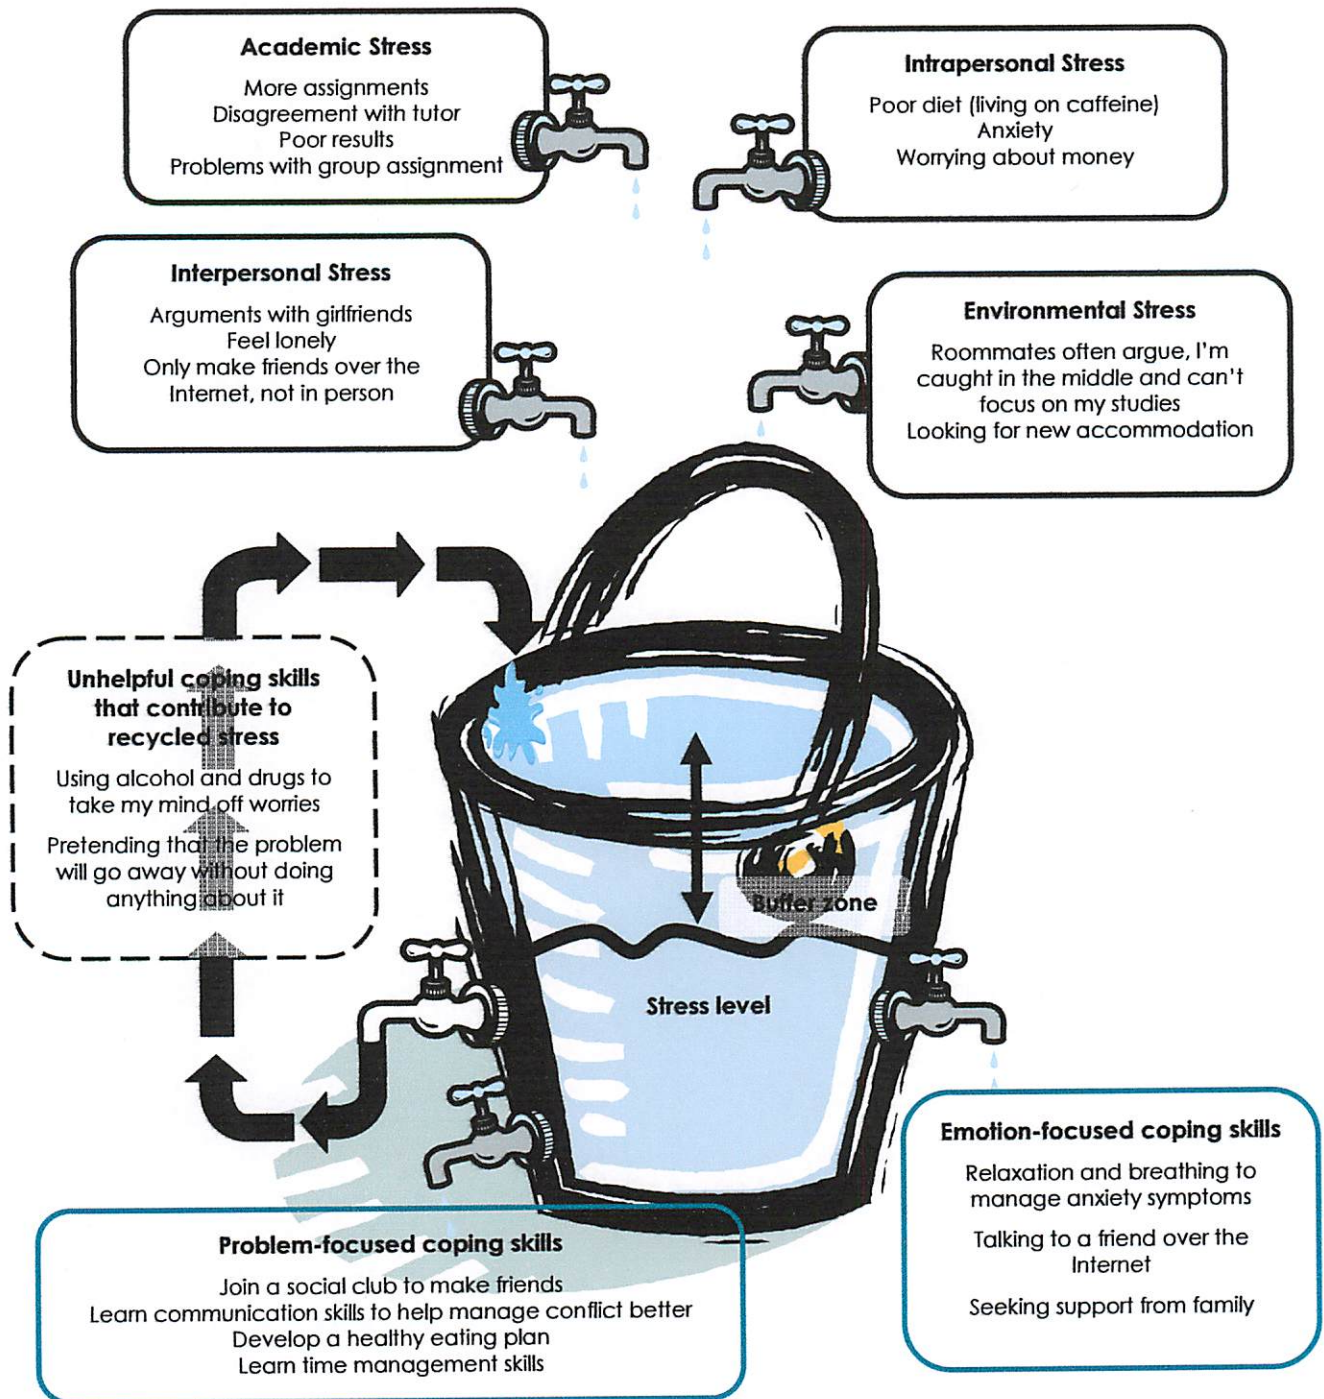 Academic Stress
More assignments
Disagreement with tutor
Poor results
Problems with group assignment
Intrapersonal Stress
Poor diet (living on caffeine)
Anxiety
Worrying about money
Interpersonal Stress
Arguments with girlfriends
Feel lonely
Only make friends over the
Internet, not in person
Environmental Stress
Roommates often argue, I'm
caught in the middle and can't
focus on my studies
Looking for new accommodation
Unhelpful coping skills
that contribute to
recycled stress
Using alcohol and drugs to
take my mind off worries
Pretending that the problem
will go away without doing
anything about it
Buffer zone
Stress level
Problem-focused coping skills
Join a social club to make friends
Learn communication skills to help manage conflict better
Develop a healthy eating plan
Learn time management skills
Emotion-focused coping skills
Relaxation and breathing to
manage anxiety symptoms
Talking to a friend over the
Internet
Seeking support from family